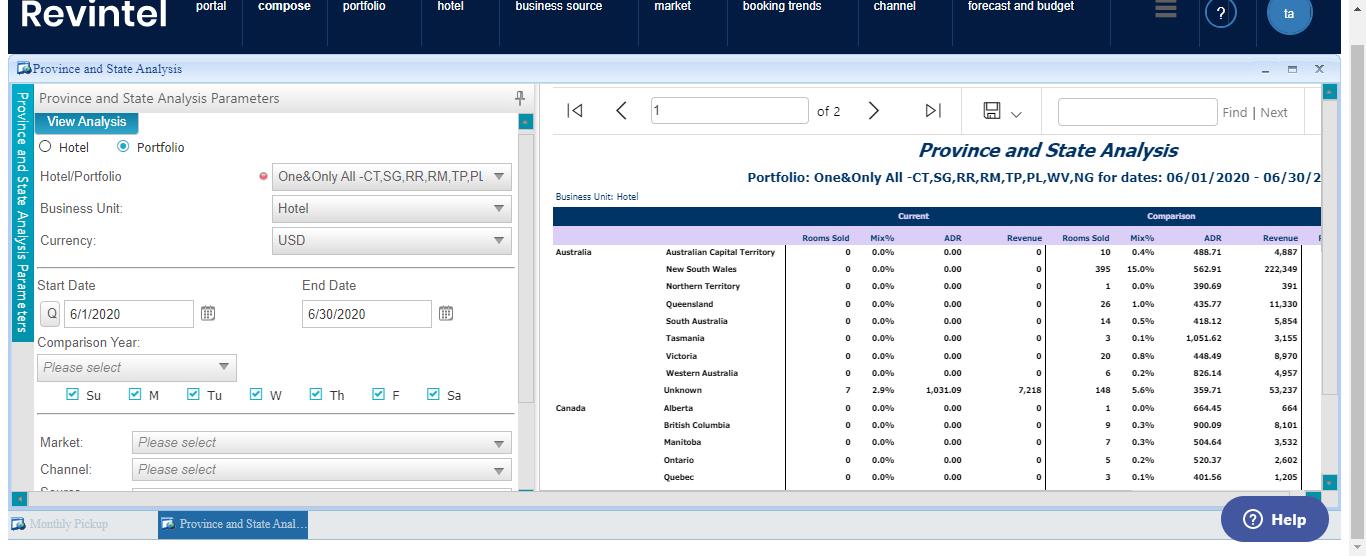 Revintel
portal compose portfolio hotel business source market booking trends channel forecast and budget ? ta
Province and State Analysis
Province and State Analysis Parameters
Province and State Analysis Parameters
View Analysis
Hotel Portfolio
Hotel/Portfolio One&Only All -CT,SG,RR,RM,TP,PL
Business Unit: Hotel
Currency: USD
Start Date End Date
Q 6/1/2020 6/30/2020
Comparison Year:
Please select
Su M Tu W Th F Sa
Market: Please select
Channel: Please select
1 of 2 Find | Next
Province and State Analysis
Portfolio: One&Only All -CT,SG,RR,RM,TP,PL,WV,NG for dates: 06/01/2020 - 06/30/2
Business Unit: Hotel
Current Comparison
Rooms Sold Mix% ADR Revenue Rooms Sold Mix% ADR Revenue
Australia Australian Capital Territory 0 0.0% 0.00 0 10 0.4% 488.71 4,887
New South Wales 0 0.0% 0.00 0 395 15.0% 562.91 222,349
Northern Territory 0 0.0% 0.00 0 1 0.0% 390.69 391
Queensland 0 0.0% 0.00 0 26 1.0% 435.77 11,330
South Australia 0 0.0% 0.00 0 14 0.5% 418.12 5,854
Tasmania 0 0.0% 0.00 0 3 0.1% 1,051.62 3,155
Victoria 0 0.0% 0.00 0 20 0.8% 448.49 8,970
Western Australia 0 0.0% 0.00 0 6 0.2% 826.14 4,957
Unknown 7 2.9% 1,031.09 7,218 148 5.6% 359.71 53,237
Canada Alberta 0 0.0% 0.00 0 1 0.0% 664.45 664
British Columbia 0 0.0% 0.00 0 9 0.3% 900.09 8,101
Manitoba 0 0.0% 0.00 0 7 0.3% 504.64 3,532
Ontario 0 0.0% 0.00 0 5 0.2% 520.37 2,602
Quebec 0 0.0% 0.00 0 3 0.1% 401.56 1,205
Monthly Pickup Province and State Anal...
? Help